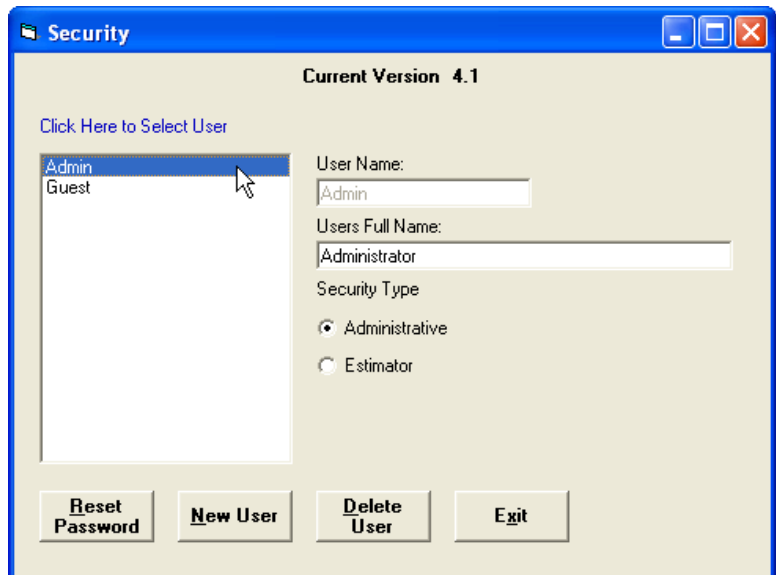 Security
Current Version 4.1
Click Here to Select User
Admin
Guest
User Name:
Admin
Users Full Name:
Administrator
Security Type
Administrative
Estimator
Reset
Password
New User
Delete
User
Exit